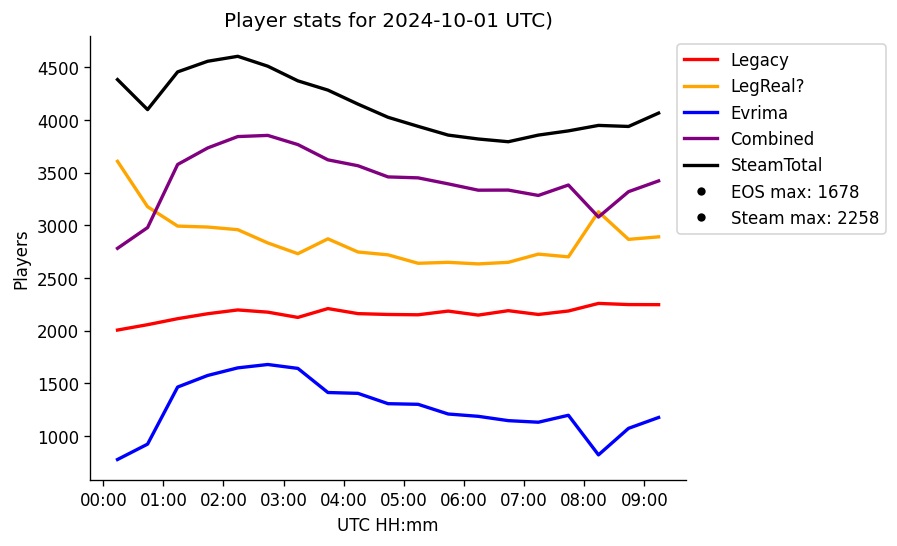 Player stats for 2024-10-01 UTC)
Legacy
LegReal?
Evrima
Combined
SteamTotal
EOS max: 1678
Steam max: 2258
Players
4500
4000
3500
3000
2500
2000
1500
1000
00:00 01:00 02:00 03:00 04:00 05:00 06:00 07:00 08:00 09:00
UTC HH:mm